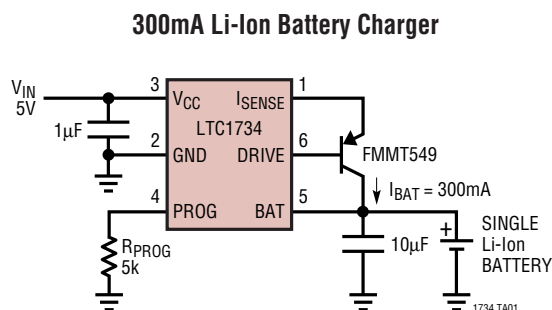 300mA Li-Ion Battery Charger
VIN
5V
1µF
3
VCC
ISENSE
1
LTC1734
2
GND
DRIVE
6
FMMT549
IBAT = 300mA
4
PROG
BAT
5
RPROG
5k
10µF
+
SINGLE
Li-Ion
BATTERY
1734 TA01